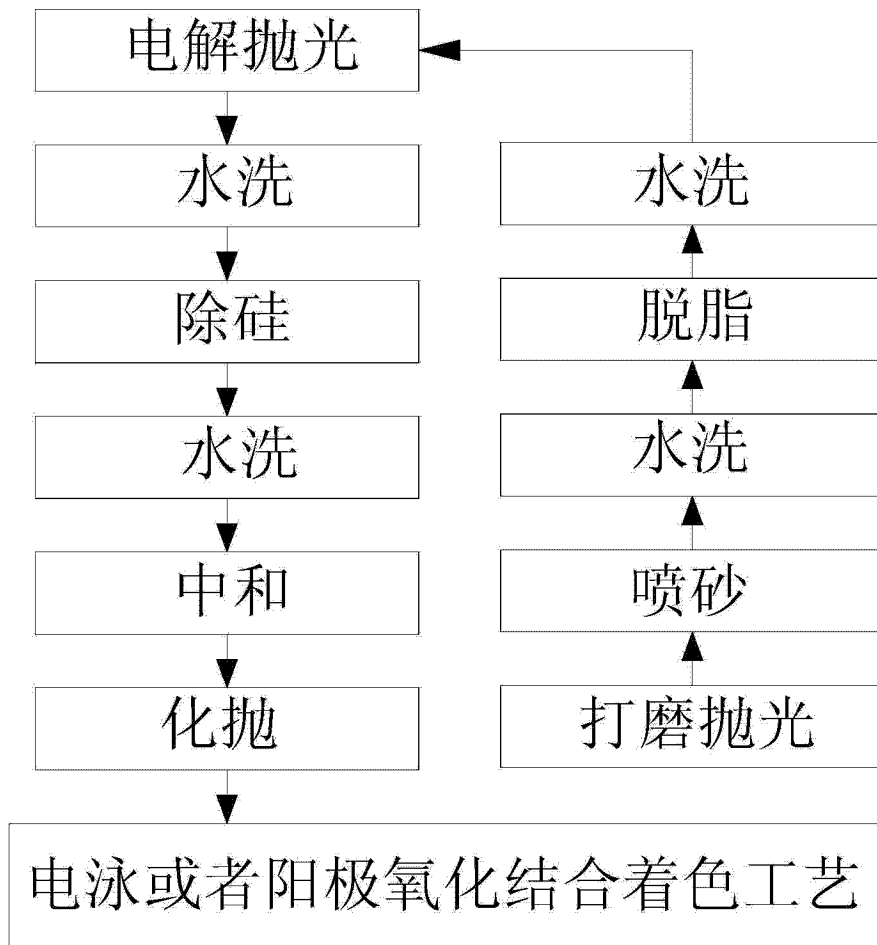 电解抛光
水洗
除硅
水洗
中和
化抛
水洗
脱脂
水洗
喷砂
打磨抛光
电泳或者阳极氧化结合着色工艺